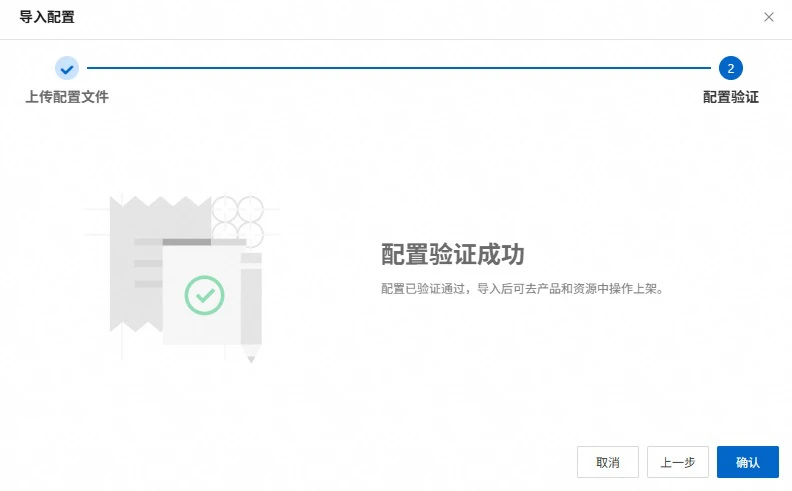 导入配置
2
上传配置文件
配置验证
配置验证成功
配置已验证通过，导入后可去产品和资源中操作上架。
取消
上一步
确认